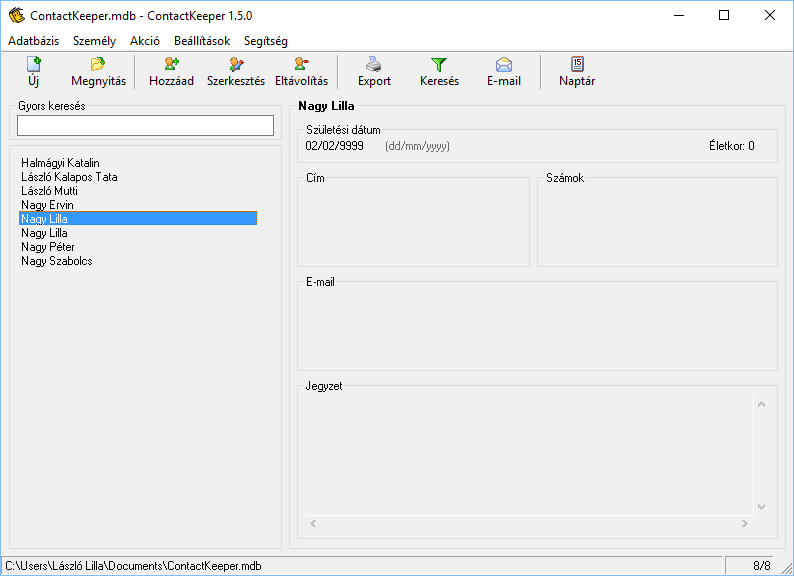 ContactKeeper.mdb - ContactKeeper 1.5.0
Adatbázis Személy Akció Beállítások Segítség
Új Megnyitás Hozzáad Szerkesztés Eltávolítás Export Keresés E-mail Naptár
Gyors keresés
Halmágyi Katalin
László Kalapos Tata
László Mutti
Nagy Ervin
Nagy Lilla
Nagy Lilla
Nagy Péter
Nagy Szabolcs
Nagy Lilla
Születési dátum
02/02/9999 (dd/mm/yyyy) Életkor: 0
Cím Számok
E-mail
Jegyzet
C:\Users\László Lilla\Documents\ContactKeeper.mdb 8/8